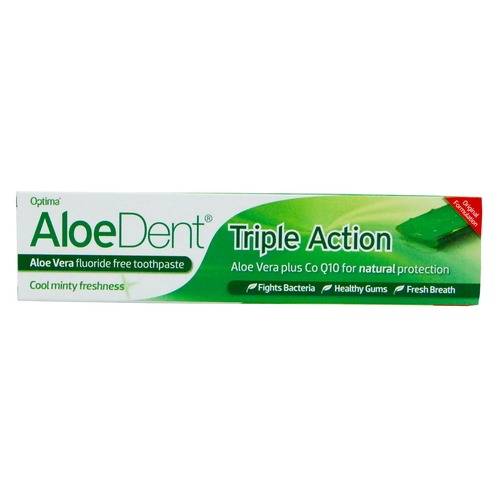 Optima®
AloeDent®
Aloe Vera fluoride free toothpaste
Cool minty freshness
Triple Action
Aloe Vera plus Co Q10 for natural protection
Fights Bacteria Healthy Gums Fresh Breath
Original
Formulation